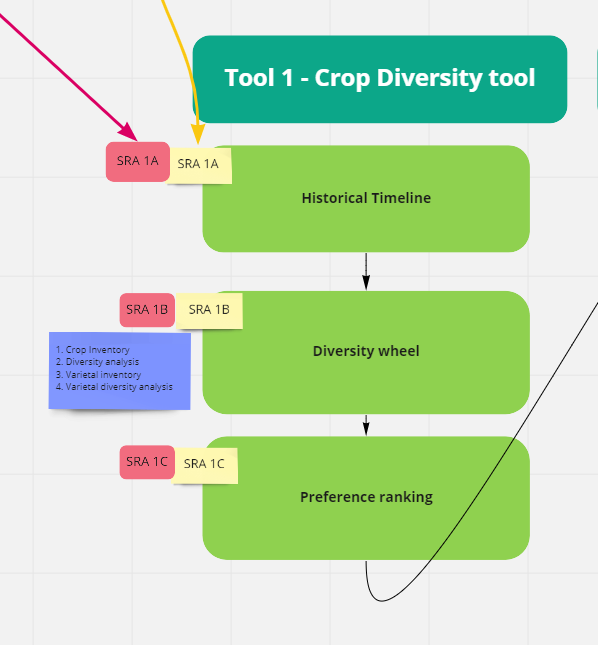 Tool 1 - Crop Diversity tool
SRA 1A
SRA 1A
Historical Timeline
SRA 1B
SRA 1B
1. Crop Inventory
2. Diversity analysis
3. Varietal inventory
4. Varietal diversity analysis
Diversity wheel
SRA 1C
SRA 1C
Preference ranking